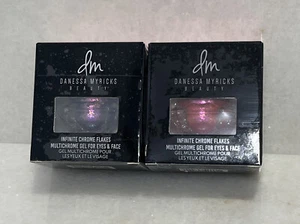 dm
DANESSA MYRICKS
BEAUTY
INFINITE CHROME FLAKES
MULTICHROME GEL FOR EYES & FACE
GEL MULTICHROME POUR
LES YEUX ET LE VISAGE
dm
DANESSA MYRICKS
BEAUTY
INFINITE CHROME FLAKES
MULTICHROME GEL FOR EYES & FACE
GEL MULTICHROME POUR
LES YEUX ET LE VISAGE